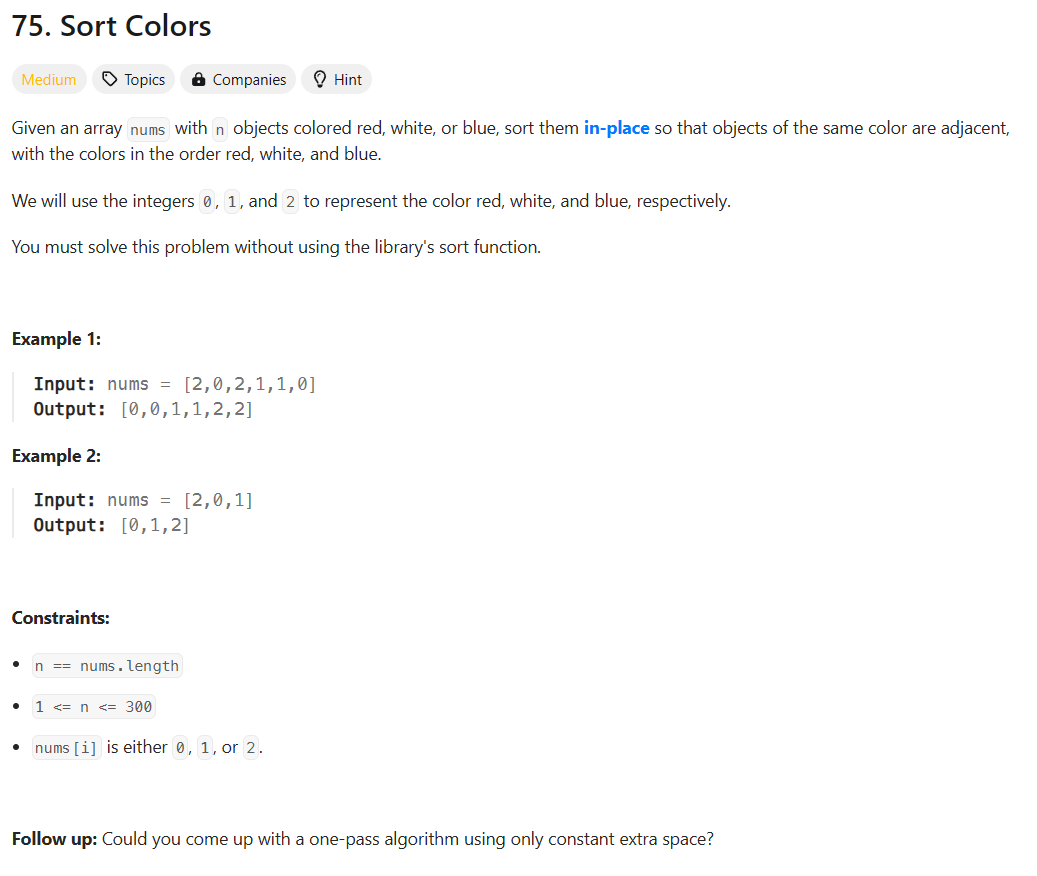 75. Sort Colors
Medium Topics Companies Hint
Given an array nums with n objects colored red, white, or blue, sort them in-place so that objects of the same color are adjacent,
with the colors in the order red, white, and blue.
We will use the integers 0, 1, and 2 to represent the color red, white, and blue, respectively.
You must solve this problem without using the library's sort function.
Example 1:
Input: nums = [2,0,2,1,1,0]
Output: [0,0,1,1,2,2]
Example 2:
Input: nums = [2,0,1]
Output: [0,1,2]
Constraints:
• n == nums.length
• 1 <= n <= 300
• nums[i] is either 0, 1, or 2.
Follow up: Could you come up with a one-pass algorithm using only constant extra space?